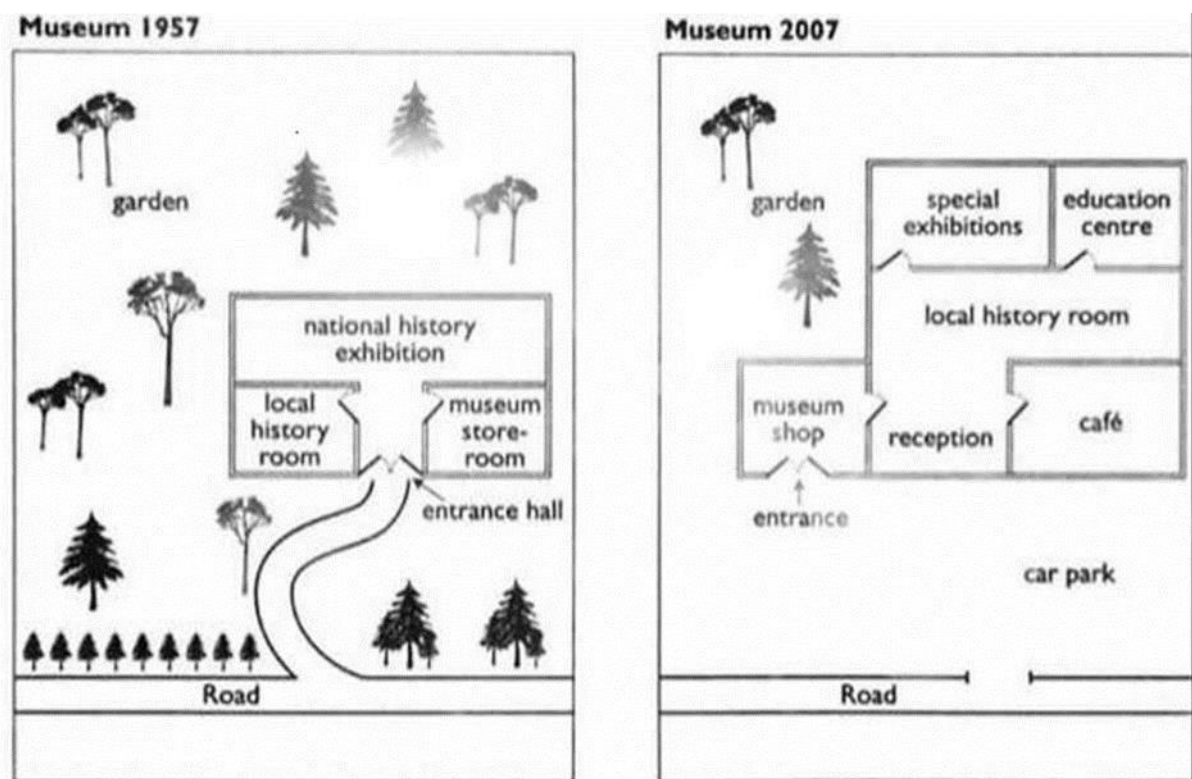 Museum 1957
garden
national history
exhibition
local
history
room
museum
store-
room
entrance hall
Road
Museum 2007
garden
special
exhibitions
education
centre
local history room
museum
shop
reception
café
entrance
car park
Road